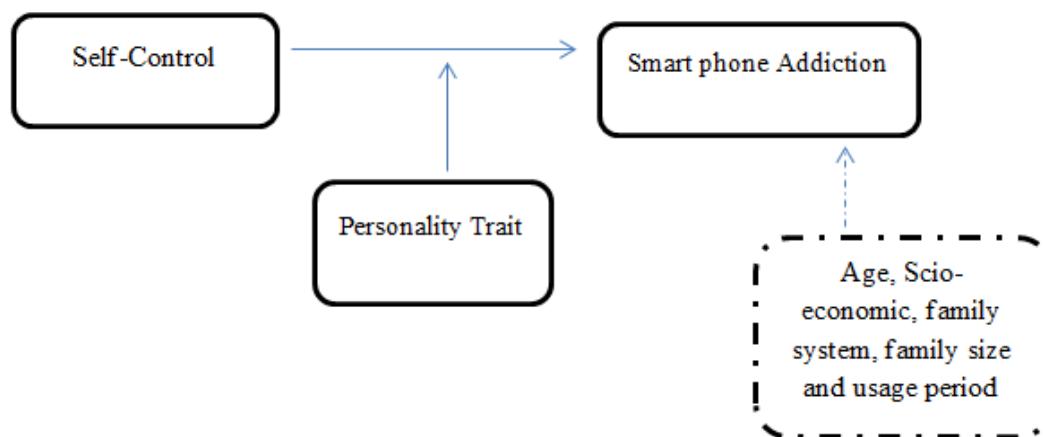 Self-Control
Smart phone Addiction
Personality Trait
Age, Scio-
economic, family
system, family size
and usage period